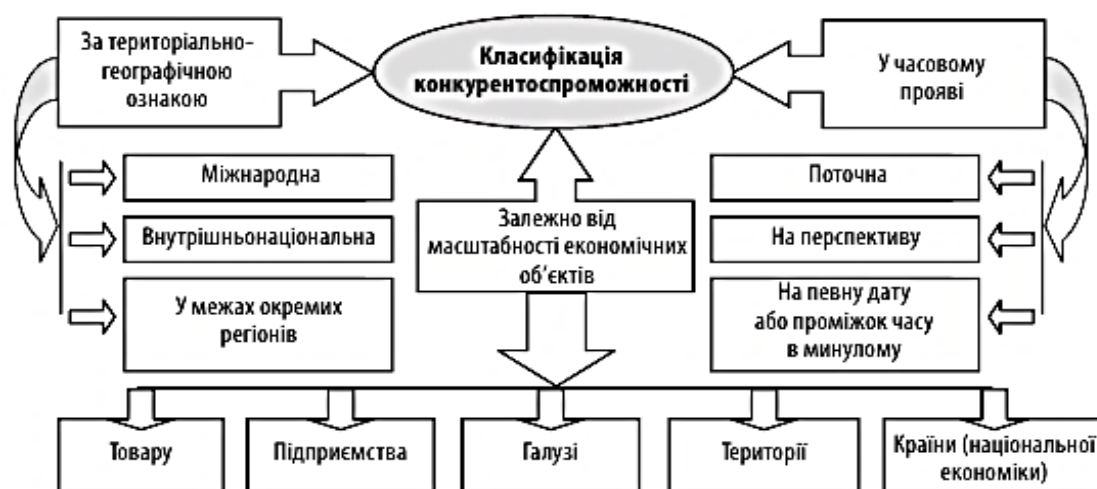 За територіально-
географічною
ознакою
Класифікація
конкурентоспроможності
У часовому
прояві
Міжнародна
Внутрішньонаціональна
У межах окремих
регіонів
Залежно від
масштабності економічних
об’єктів
Поточна
На перспективу
На певну дату
або проміжок часу
в минулому
Товару
Підприємства
Галузі
Території
Країни (національної
економіки)